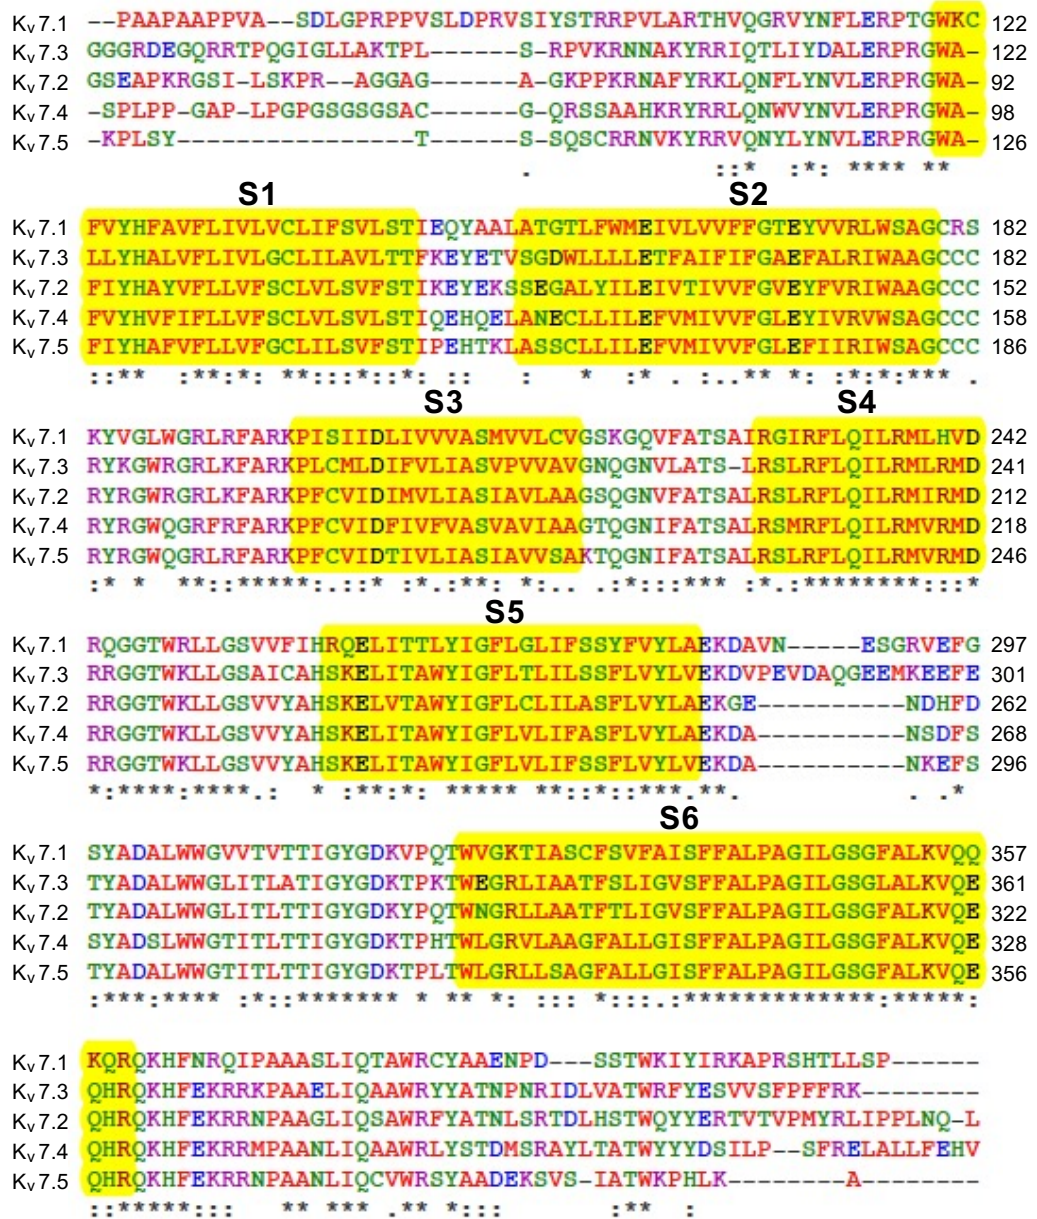 Kv7.1 --PAAPAAPPVA--SDLGPRPPVSLDPRVSIYSTRRPVLARTHVQGRVYNFLERPTGWKC 122
Kv7.3 GGGRDEGQRRTPQGIGLLAKTPL------S-RPVKRNNAKYRRIQTLIYDALERPRGWA- 122
Kv7.2 GSEAPKRGSI-LSKPR--AGGAG------A-GKPPKRNAFYRKLQNFLYNVLERPRGWA- 92
Kv7.4 -SPLPP-GAP-LPGPGSGSGSAC------G-QRSSAAHKRYRRLQNWVYNVLERPRGWA- 98
Kv7.5 -KPLSY----------------T------S-SQSCRRNVKYRRVQNYLYNVLERPRGWA- 126
. ::* :*: **** **
S1 S2
Kv7.1 FVYHFAVFLIVLVCLIFSVLSTIEQYAALATGTLFWMEIVLVVFFGTEYVVRLWSAGCRS 182
Kv7.3 LLYHALVFLIVLGCLILAVLTTFKEYETVSGDWLLLLETFAIFIFGAEFALRIWAAGCCC 182
Kv7.2 FIYHAYVFLLVFSCLVLSVFSTIKEYEKSSEGALYILEIVTIVVFGVEYFVRIWAAGCCC 152
Kv7.4 FVYHVFIFLLVFSCLVLSVLSTIQEHQELANECLLILEFVMIVVFGLEYIVRVWSAGCCC 158
Kv7.5 FIYHAFVFLLVFGCLILSVFSTIPEHTKLASSCLLILEFVMIVVFGLEFIIRIWSAGCCC 186
::** :**:*: **:::*:*: :: : * :* . :..** *: :*:*:*** .
S3 S4
Kv7.1 KYVGLWGRLRFARKPISIIDLIVVVASMVVLCVGSKGQVFATSAIRGIRFLQILRMLHVD 242
Kv7.3 RYKGWRGRLKFARKPLCMLDIFVLIASVPVVAVGNQGNVLATS-LRSLRFLQILRMLRMD 241
Kv7.2 RYRGWRGRLKFARKPFCVIDIMVLIASIAVLAAGSQGNVFATSALRSLRFLQILRMIRMD 212
Kv7.4 RYRGWQGRFRFARKPFCVIDFIVFVASVAVIAAGTQGNIFATSALRSMRFLQILRMVRMD 218
Kv7.5 RYRGWQGRLRFARKPFCVIDTIVLIASIAVVSAKTQGNIFATSALRSLRFLQILRMVRMD 246
:* * **::*****:.::* :*.:**: *:.. .:*:::*** :*.:********:::*
S5
Kv7.1 RQGGTWRLLGSVVFIHRQELITTLYIGFLGLIFSSYFVYLAEKDAVN-----ESGRVEFG 297
Kv7.3 RRGGTWKLLGSAICAHSKELITAWYIGFLTLILSSFLVYLVEKDVPEVDAQGEEMKEEFE 301
Kv7.2 RRGGTWKLLGSVVYAHSKELVTAWYIGFLCLILASFLVYLAEKGE----------NDHFD 262
Kv7.4 RRGGTWKLLGSVVYAHSKELITAWYIGFLVLIFASFLVYLAEKDA----------NSDFS 268
Kv7.5 RRGGTWKLLGSVVYAHSKELITAWYIGFLVLIFSSFLVYLVEKDA----------NKEFS 296
*:****:****.: * :**:*: ***** **::*::***.**. . .*
S6
Kv7.1 SYADALWWGVVTVTTIGYGDKVPQTWVGKTIASCFSVFAISFFALPAGILGSGFALKVQQ 357
Kv7.3 TYADALWWGLITLATIGYGDKTPKTWEGRLIAATFSLIGVSFFALPAGILGSGLALKVQE 361
Kv7.2 TYADALWWGLITLTTIGYGDKYPQTWNGRLLAATFTLIGVSFFALPAGILGSGFALKVQE 322
Kv7.4 SYADSLWWGTITLTTIGYGDKTPHTWLGRVLAAGFALLGISFFALPAGILGSGFALKVQE 328
Kv7.5 TYADALWWGTITLTTIGYGDKTPLTWLGRLLSAGFALLGISFFALPAGILGSGFALKVQE 356
:***:**** :*::******* * ** *: ::: *:::.:*************:*****:
Kv7.1 KQRQKHFNRQIPAAASLIQTAWRCYAAENPD---SSTWKIYIRKAPRSHTLLSP------
Kv7.3 QHRQKHFEKRRKPAAELIQAAWRYYATNPNRIDLVATWRFYESVVSFPFFRK--------
Kv7.2 QHRQKHFEKRRNPAAGLIQSAWRFYATNLSRTDLHSTWQYYERTVTVPMYRLIPPLNQ-L
Kv7.4 QHRQKHFEKRRMPAANLIQAAWRLYSTDMSRAYLTATWYYYDSILP--SFRELALLFEHV
Kv7.5 QHRQKHFEKRRNPAANLIQCVWRSYAADEKSVS-IATWKPHLK--------A--------
::*****::: ** *** .** *::: :** :